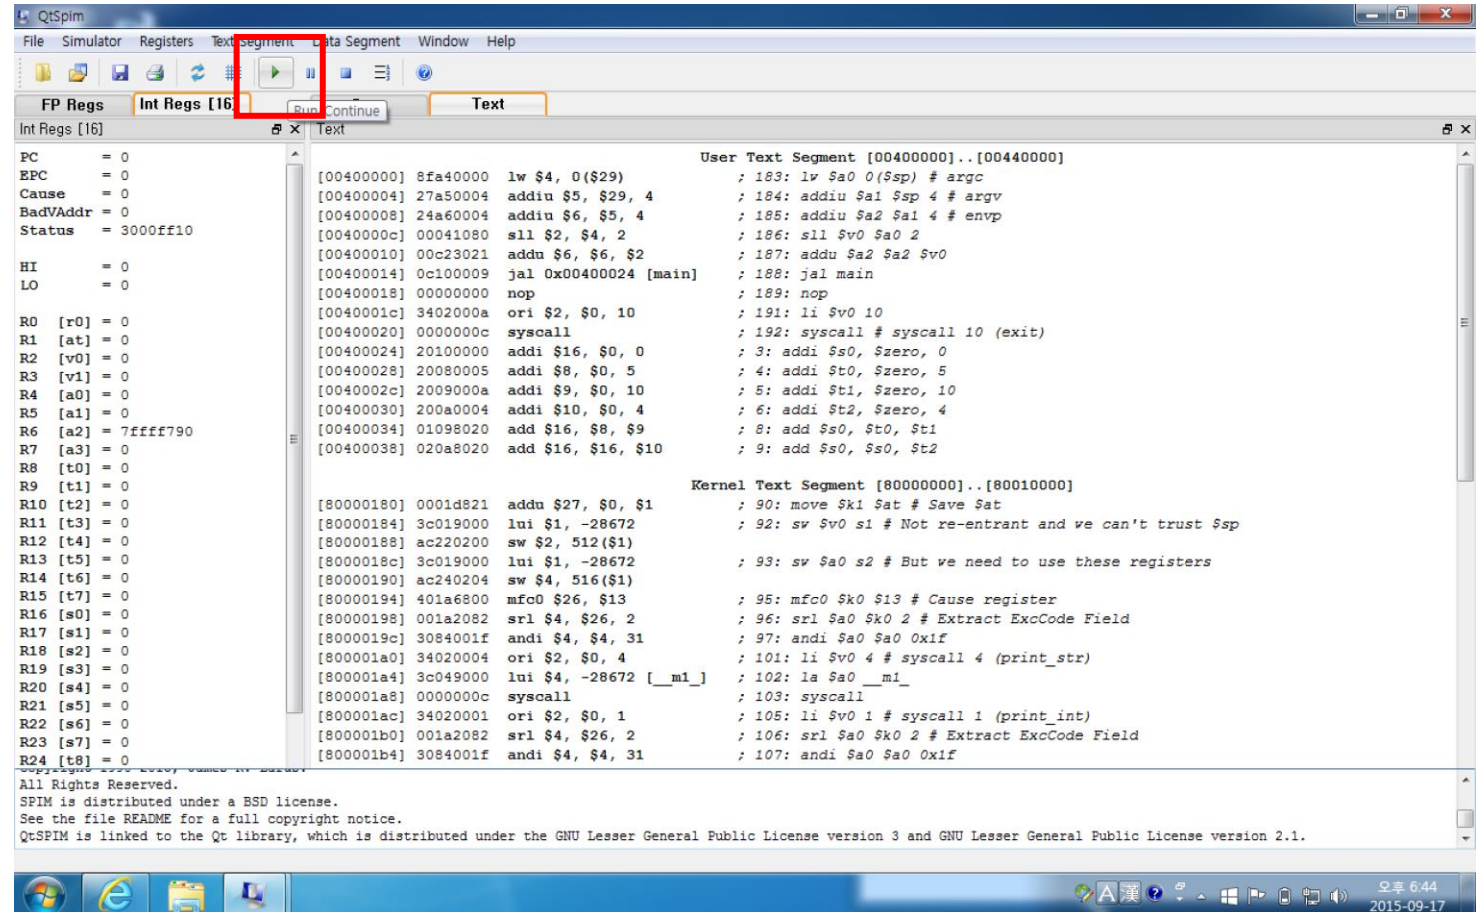 QtSpim
File Simulator Registers Text Segment Data Segment Window Help
FP Regs Int Regs [16] Text
Run/Continue
Int Regs [16] Text
PC = 0
EPC = 0
Cause = 0
BadVAddr = 0
Status = 3000ff10
HI = 0
LO = 0
R0 [r0] = 0
R1 [at] = 0
R2 [v0] = 0
R3 [v1] = 0
R4 [a0] = 0
R5 [a1] = 0
R6 [a2] = 7ffff790
R7 [a3] = 0
R8 [t0] = 0
R9 [t1] = 0
R10 [t2] = 0
R11 [t3] = 0
R12 [t4] = 0
R13 [t5] = 0
R14 [t6] = 0
R15 [t7] = 0
R16 [s0] = 0
R17 [s1] = 0
R18 [s2] = 0
R19 [s3] = 0
R20 [s4] = 0
R21 [s5] = 0
R22 [s6] = 0
R23 [s7] = 0
R24 [t8] = 0
User Text Segment [00400000]..[00440000]
[00400000] 8fa40000 lw $4, 0($29) ; 183: lw $a0 0($sp) # argc
[00400004] 27a50004 addiu $5, $29, 4 ; 184: addiu $a1 $sp 4 # argv
[00400008] 24a60004 addiu $6, $5, 4 ; 185: addiu $a2 $a1 4 # envp
[0040000c] 00041080 sll $2, $4, 2 ; 186: sll $v0 $a0 2
[00400010] 00c23021 addu $6, $6, $2 ; 187: addu $a2 $a2 $v0
[00400014] 0c100009 jal 0x00400024 [main] ; 188: jal main
[00400018] 00000000 nop ; 189: nop
[0040001c] 3402000a ori $2, $0, 10 ; 191: li $v0 10
[00400020] 0000000c syscall ; 192: syscall # syscall 10 (exit)
[00400024] 20100000 addi $16, $0, 0 ; 3: addi $s0, $zero, 0
[00400028] 20080005 addi $8, $0, 5 ; 4: addi $t0, $zero, 5
[0040002c] 2009000a addi $9, $0, 10 ; 5: addi $t1, $zero, 10
[00400030] 200a0004 addi $10, $0, 4 ; 6: addi $t2, $zero, 4
[00400034] 01098020 add $16, $8, $9 ; 8: add $s0, $t0, $t1
[00400038] 020a8020 add $16, $16, $10 ; 9: add $s0, $s0, $t2
Kernel Text Segment [80000000]..[80010000]
[80000180] 0001d821 addu $27, $0, $1 ; 90: move $k1 $at # Save $at
[80000184] 3c019000 lui $1, -28672 ; 92: sw $v0 s1 # Not re-entrant and we can't trust $sp
[80000188] ac220200 sw $2, 512($1)
[8000018c] 3c019000 lui $1, -28672 ; 93: sw $a0 s2 # But we need to use these registers
[80000190] ac240204 sw $4, 516($1)
[80000194] 401a6800 mfc0 $26, $13 ; 95: mfc0 $k0 $13 # Cause register
[80000198] 001a2082 srl $4, $26, 2 ; 96: srl $a0 $k0 2 # Extract ExcCode Field
[8000019c] 3084001f andi $4, $4, 31 ; 97: andi $a0 $a0 0x1f
[800001a0] 34020004 ori $2, $0, 4 ; 101: li $v0 4 # syscall 4 (print_str)
[800001a4] 3c049000 lui $4, -28672 [__m1_] ; 102: la $a0 __m1_
[800001a8] 0000000c syscall ; 103: syscall
[800001ac] 34020001 ori $2, $0, 1 ; 105: li $v0 1 # syscall 1 (print_int)
[800001b0] 001a2082 srl $4, $26, 2 ; 106: srl $a0 $k0 2 # Extract ExcCode Field
[800001b4] 3084001f andi $4, $4, 31 ; 107: andi $a0 $a0 0x1f
All Rights Reserved.
SPIM is distributed under a BSD license.
See the file README for a full copyright notice.
QtSPIM is linked to the Qt library, which is distributed under the GNU Lesser General Public License version 3 and GNU Lesser General Public License version 2.1.
A 漢 오후 6:44
2015-09-17